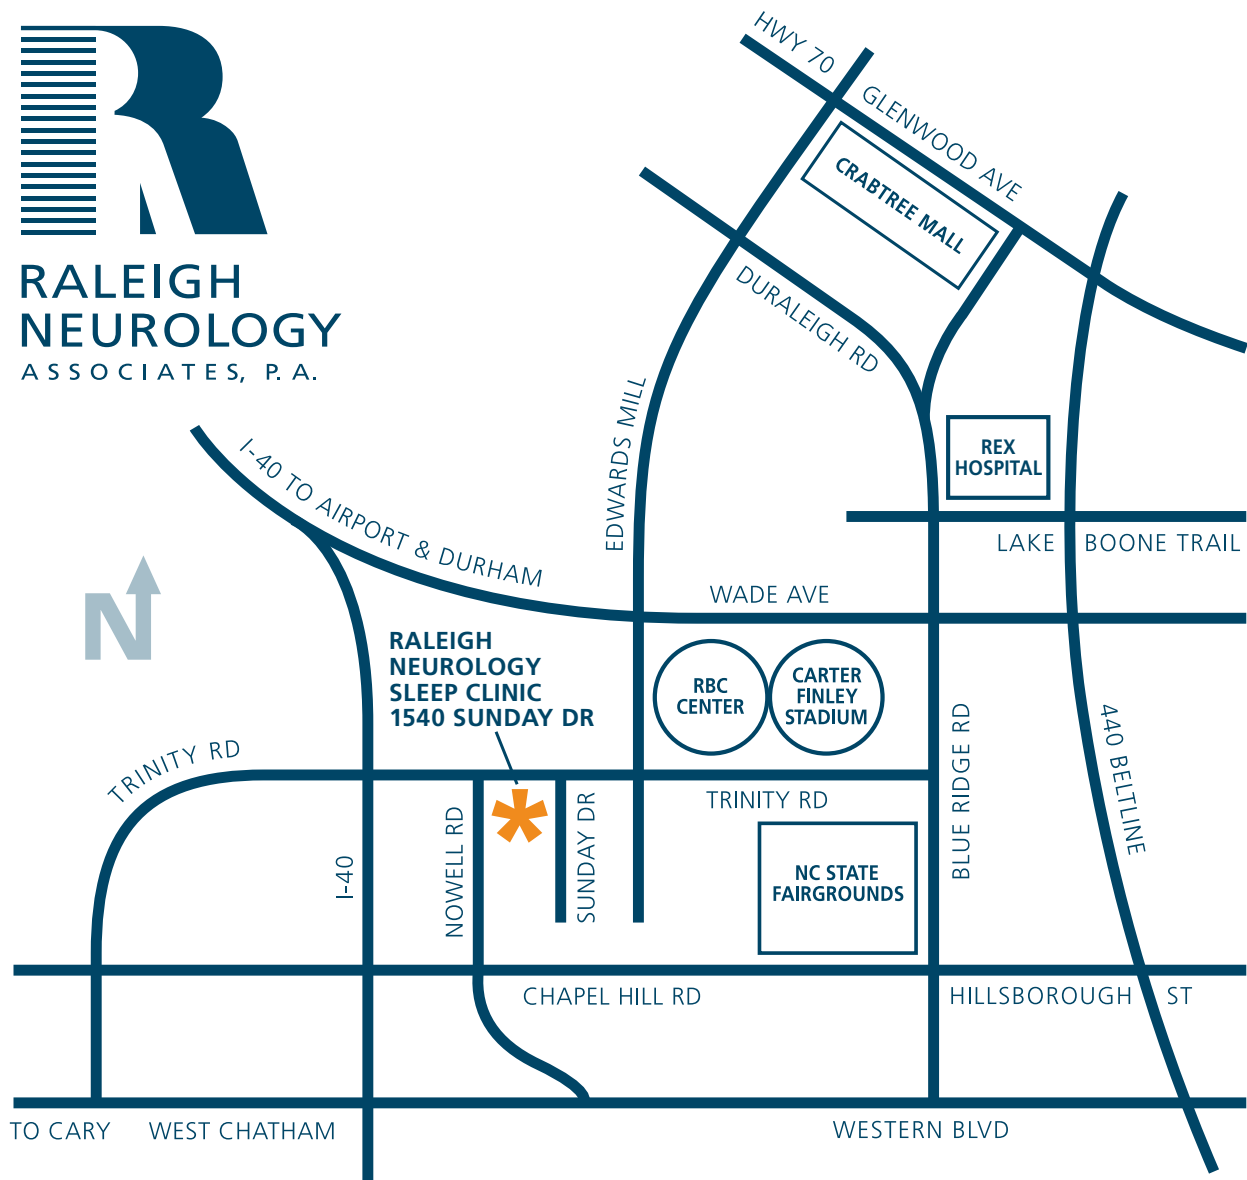 RALEIGH
NEUROLOGY
ASSOCIATES, P. A.
HWY 70
GLENWOOD AVE
CRABTREE MALL
DURALEIGH RD
EDWARDS MILL
REX
HOSPITAL
I-40 TO AIRPORT & DURHAM
LAKE BOONE TRAIL
N
WADE AVE
RALEIGH
NEUROLOGY
SLEEP CLINIC
1540 SUNDAY DR
RBC
CENTER
CARTER
FINLEY
STADIUM
TRINITY RD
440 BELTLINE
BLUE RIDGE RD
TRINITY RD
I-40
NOWELL RD
SUNDAY DR
NC STATE
FAIRGROUNDS
CHAPEL HILL RD
HILLSBOROUGH ST
TO CARY
WEST CHATHAM
WESTERN BLVD